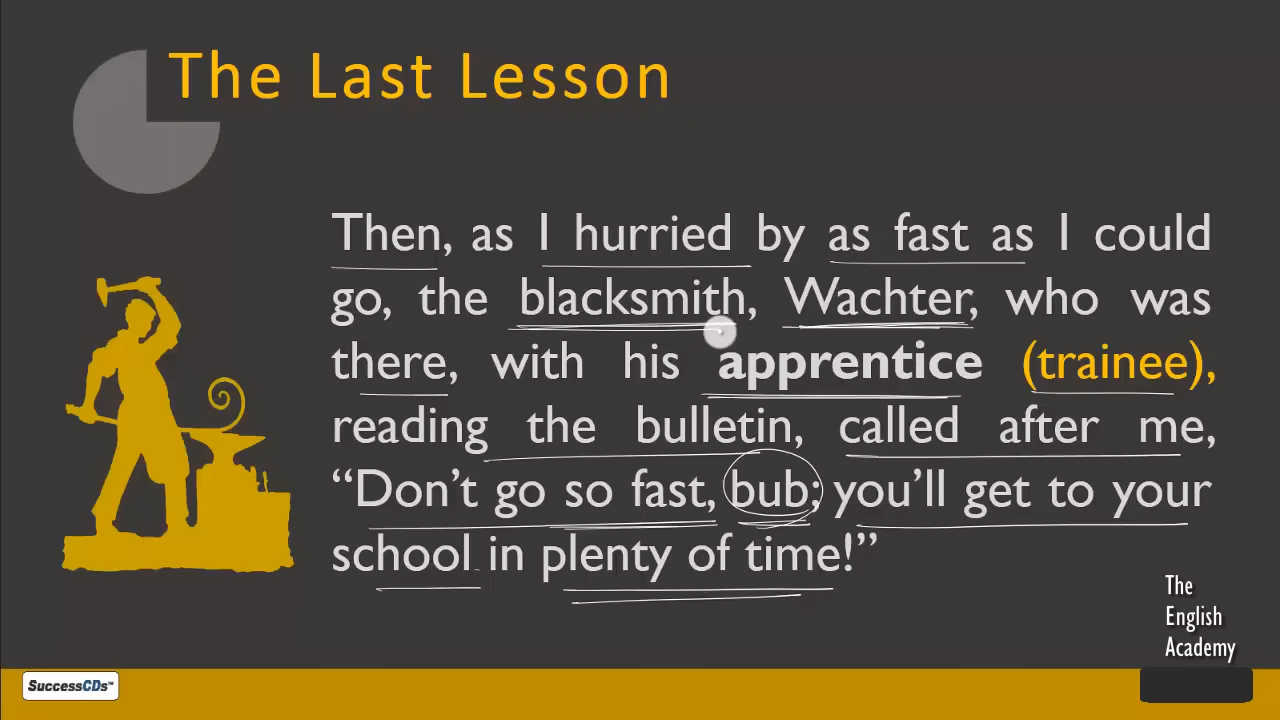 The Last Lesson
Then, as I hurried by as fast as I could
go, the blacksmith, Wachter, who was
there, with his apprentice (trainee),
reading the bulletin, called after me,
“Don’t go so fast, bub; you’ll get to your
school in plenty of time!”
The
English
Academy
SuccessCDs™